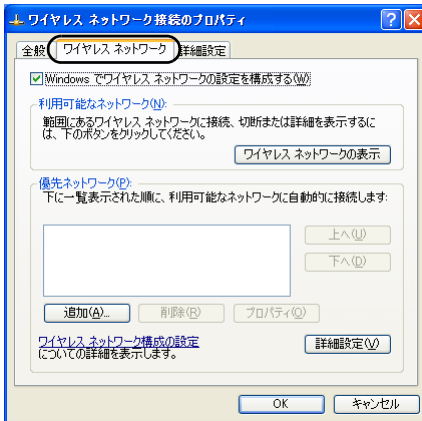 ワイヤレス ネットワーク接続のプロパティ
全般 ワイヤレス ネットワーク 詳細設定
Windows でワイヤレス ネットワークの設定を構成する(W)
利用可能なネットワーク(N):
範囲にあるワイヤレス ネットワークに接続、切断または詳細を表示するに
は、下のボタンをクリックしてください。
ワイヤレス ネットワークの表示
優先ネットワーク(P):
下に一覧表示された順に、利用可能なネットワークに自動的に接続します:
上へ(U)
下へ(D)
追加(A)... 削除(R) プロパティ(O)
ワイヤレス ネットワーク構成の設定
についての詳細を表示します。
詳細設定(V)
OK キャンセル